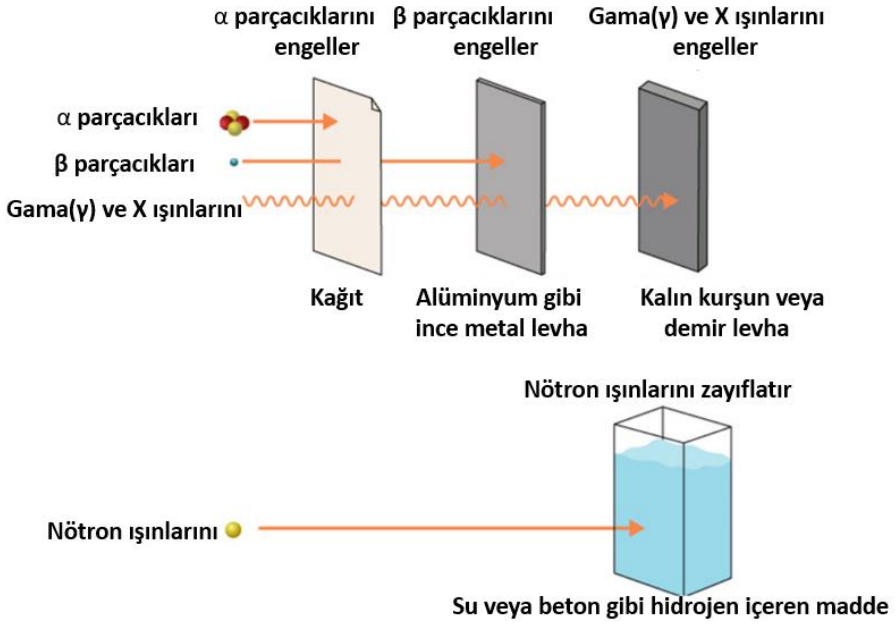 α parçacıklarını
engeller
β parçacıklarını
engeller
Gama(γ) ve X ışınlarını
engeller
α parçacıkları
β parçacıkları
Gama(γ) ve X ışınlarını
Kağıt
Alüminyum gibi
ince metal levha
Kalın kurşun veya
demir levha
Nötron ışınlarını zayıflatır
Nötron ışınlarını
Su veya beton gibi hidrojen içeren madde